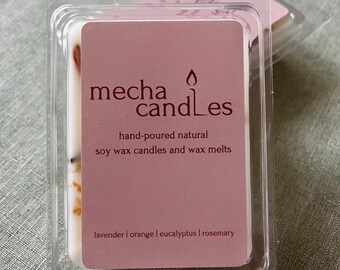 mecha
candles
hand-poured natural
soy wax candles and wax melts
lavender | orange | eucalyptus | rosemary